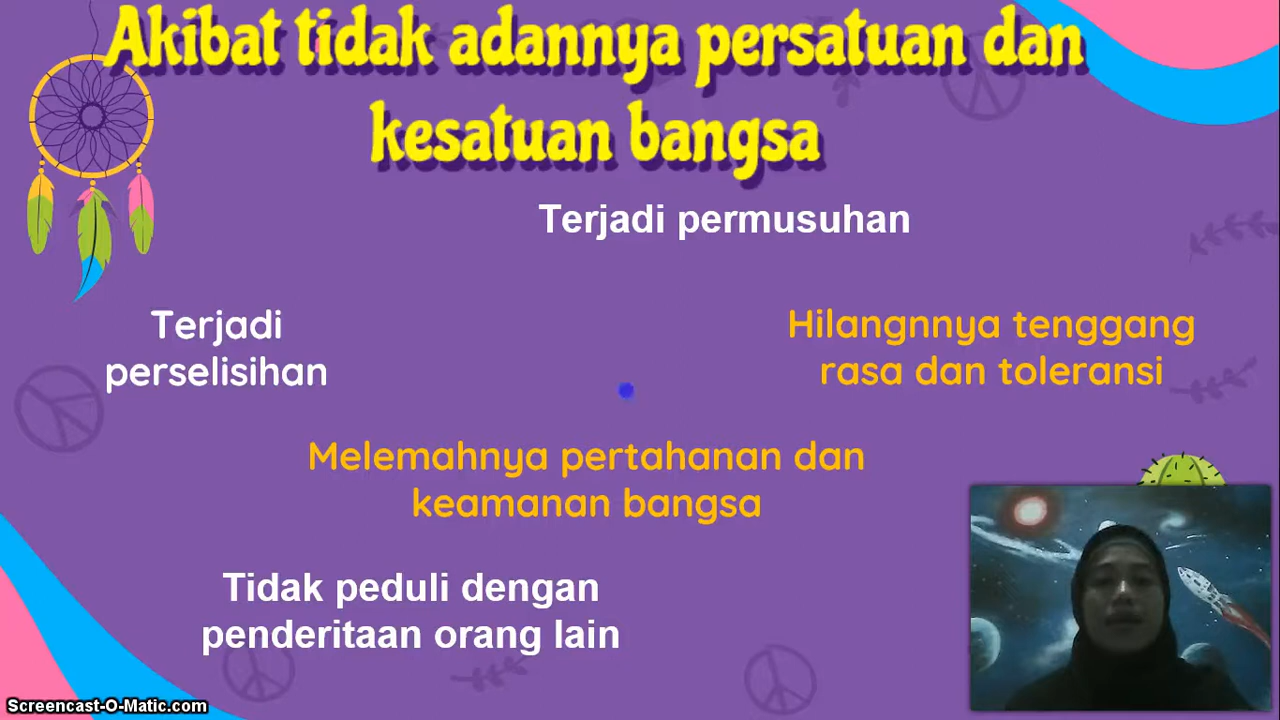 Akibat tidak adannya persatuan dan
kesatuan bangsa
Terjadi permusuhan
Terjadi
perselisihan
Hilangnnya tenggang
rasa dan toleransi
Melemahnya pertahanan dan
keamanan bangsa
Tidak peduli dengan
penderitaan orang lain
Screencast-O-Matic.com